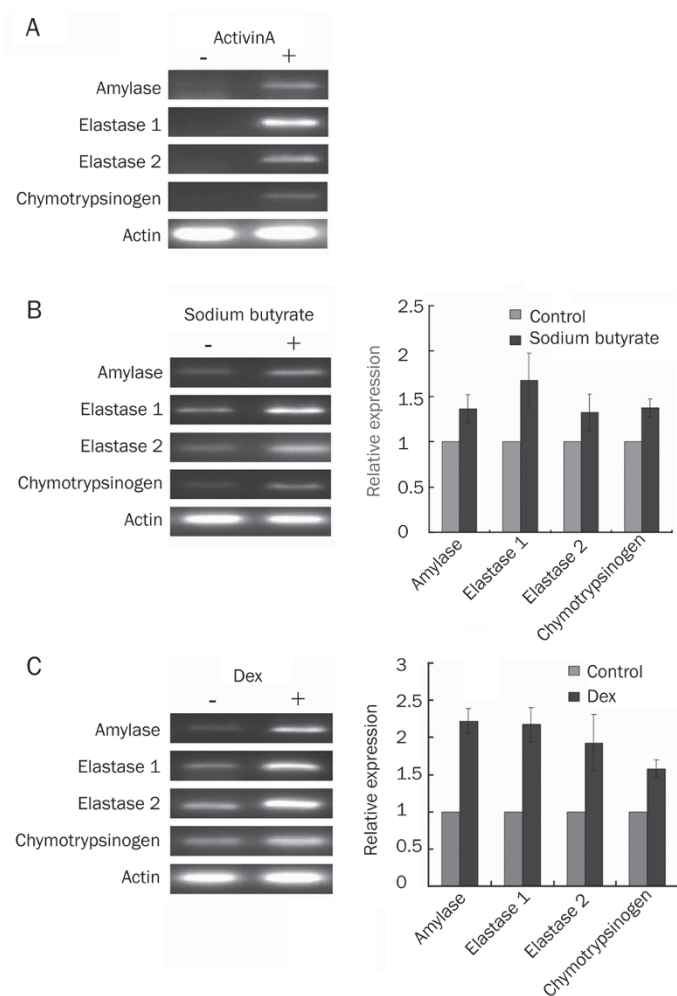 A
ActivinA
- +
Amylase
Elastase 1
Elastase 2
Chymotrypsinogen
Actin
B
Sodium butyrate
- +
Amylase
Elastase 1
Elastase 2
Chymotrypsinogen
Actin
Relative expression
2.5
2
1.5
1
0.5
0
Control
Sodium butyrate
Amylase
Elastase 1
Elastase 2
Chymotrypsinogen
C
Dex
- +
Amylase
Elastase 1
Elastase 2
Chymotrypsinogen
Actin
Relative expression
3
2.5
2
1.5
1
0.5
0
Control
Dex
Amylase
Elastase 1
Elastase 2
Chymotrypsinogen